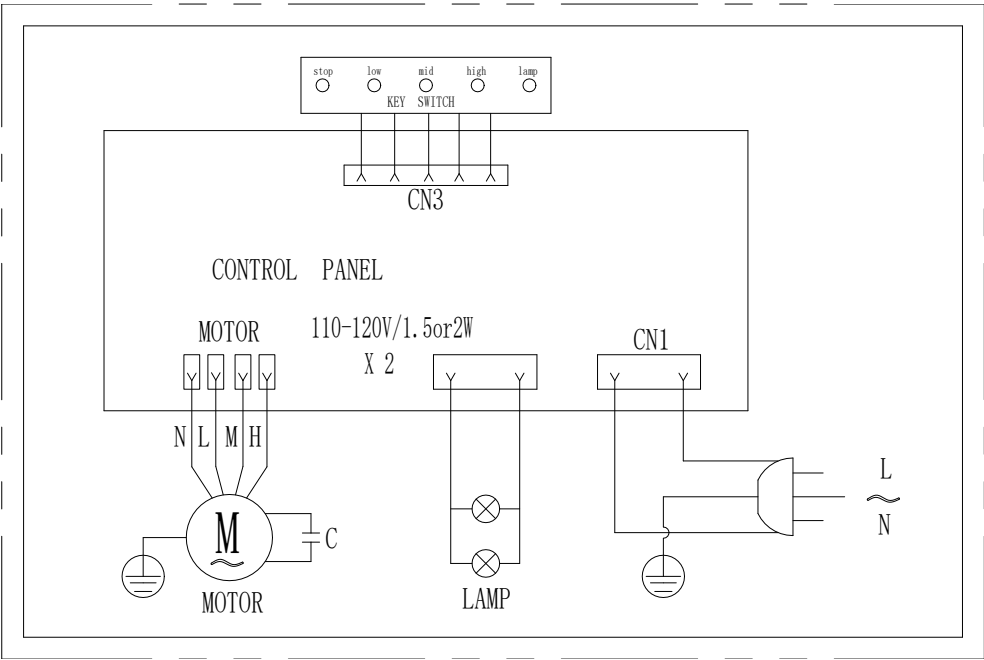 stop low mid high lamp
KEY SWITCH
CN3
CONTROL PANEL
MOTOR 110-120V/1.5or2W CN1
X 2
N L M H
L
M C N
MOTOR LAMP